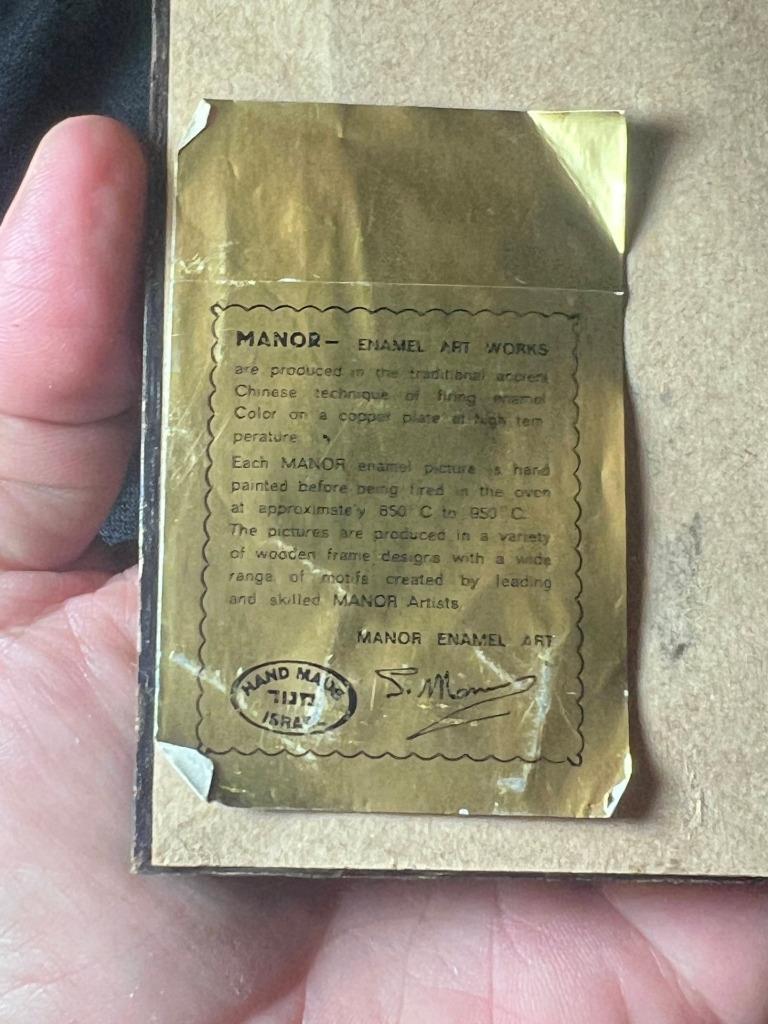 MANOR— ENAMEL ART WORKS
are produced in the traditional ancient
Chinese technique of firing enamel
Color on a copper plate at high tem
perature
Each MANOR enamel picture is hand
painted before being fired in the oven
at approximately 850°C to 950°C.
The pictures are produced in a variety
of wooden frame designs with a wide
range of motifs created by leading
and skilled MANOR Artists
MANOR ENAMEL ART
HAND MADE
מנור
ISRAEL
S. Manor